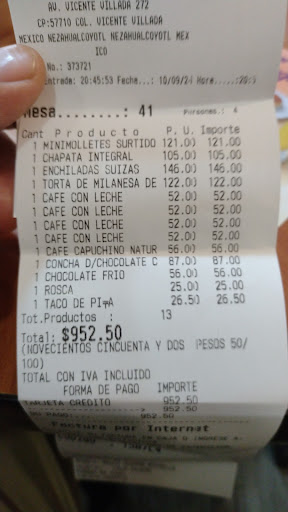 AV. VICENTE VILLADA 272
CP:57710 COL. VICENTE VILLADA
MEXICO NEZAHUALCOYOTL NEZAHUALCOYOTL MEX
ICO
No.: 373721
Entrada: 20:45:53 Fecha...: 10/09/2
Mesa........: 41 Personas.: 4
Cant Producto P. U. Importe
1 MINIMOLLETES SURTIDO 121.00 121.00
1 CHAPATA INTEGRAL 105.00 105.00
1 ENCHILADAS SUIZAS 146.00 146.00
1 TORTA DE MILANESA DE 122.00 122.00
1 CAFE CON LECHE 52.00 52.00
1 CAFE CON LECHE 52.00 52.00
1 CAFE CON LECHE 52.00 52.00
1 CAFE CON LECHE 52.00 52.00
1 CAFE CAPUCHINO NATUR 56.00 56.00
1 CONCHA D/CHOCOLATE C 87.00 87.00
1 CHOCOLATE FRIO 56.00 56.00
1 ROSCA 25.00 25.00
1 TACO DE PIÑA 26.50 26.50
Tot.Productos : 13
Total: $952.50
(NOVECIENTOS CINCUENTA Y DOS PESOS 50/
100)
TOTAL CON IVA INCLUIDO
FORMA DE PAGO IMPORTE
TARJETA CREDITO 952.50
952.50
Factura por Internet